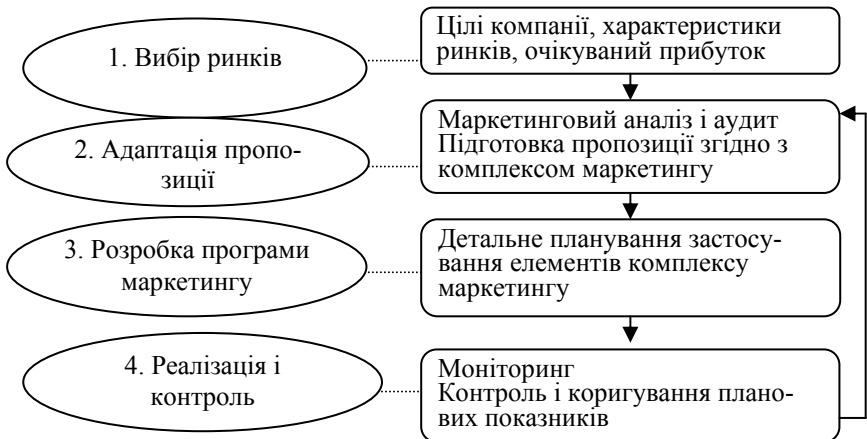 1. Вибір ринків
Цілі компанії, характеристики
ринків, очікуваний прибуток
2. Адаптація пропо-
зиції
Маркетинговий аналіз і аудит
Підготовка пропозиції згідно з
комплексом маркетингу
3. Розробка програми
маркетингу
Детальне планування застосу-
вання елементів комплексу
маркетингу
4. Реалізація і
контроль
Моніторинг
Контроль і коригування плано-
вих показників